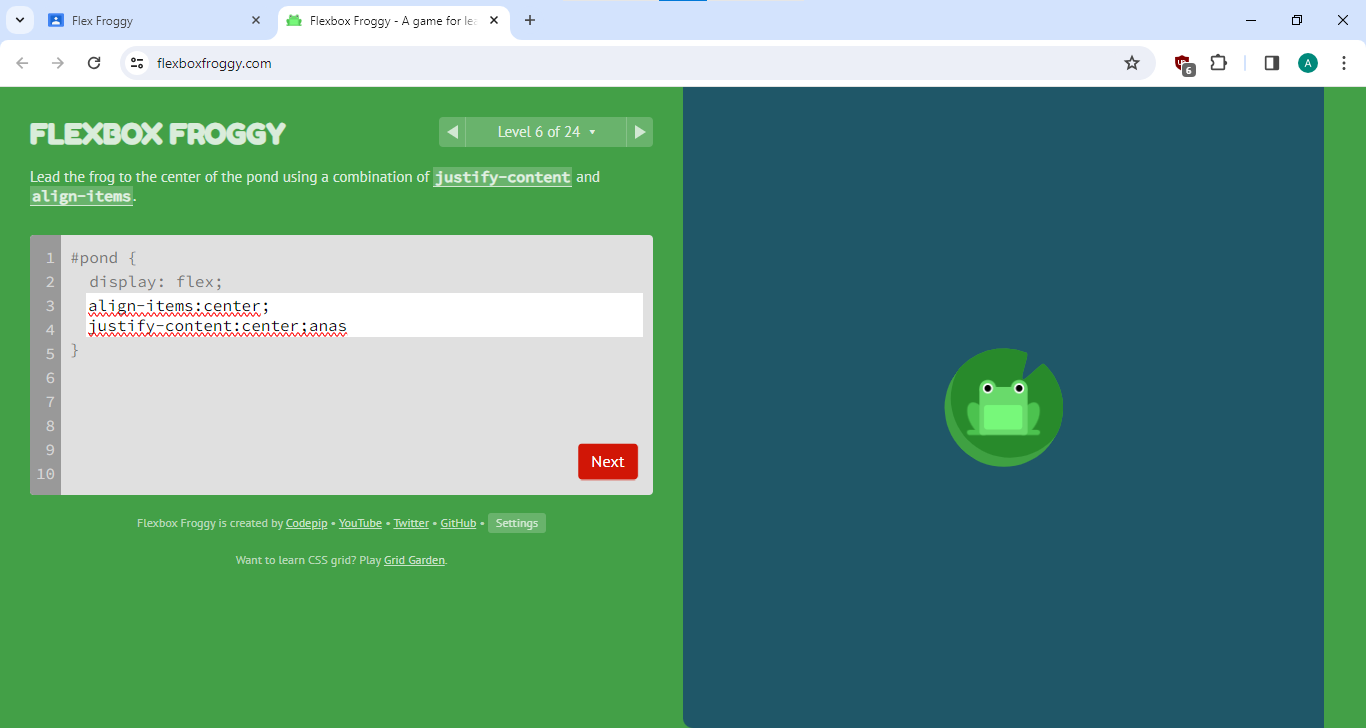 Flex Froggy
Flexbox Froggy - A game for lea
flexboxfroggy.com
6
A
FLEXBOX FROGGY
Level 6 of 24
Lead the frog to the center of the pond using a combination of justify-content and
align-items.
1 #pond {
2 display: flex;
3 align-items:center;
4 justify-content:center;anas
5 }
6
7
8
9
10
Next
Flexbox Froggy is created by Codepip • YouTube • Twitter • GitHub • Settings
Want to learn CSS grid? Play Grid Garden.